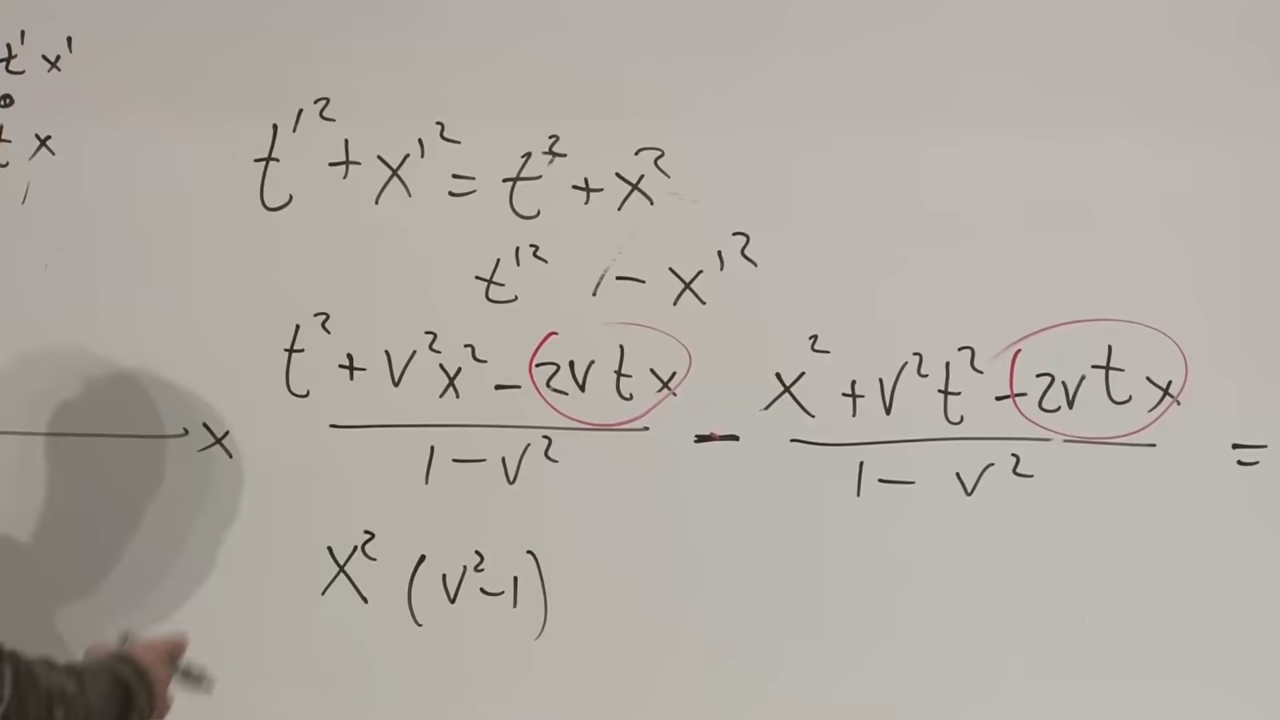 t' x'
t x
t'² + x'² = t² + x²
t'² - x'²
t² + v²x² - 2vtx / 1 - v² - x² + v²t² - 2vtx / 1 - v² =
x
x² (v² - 1)